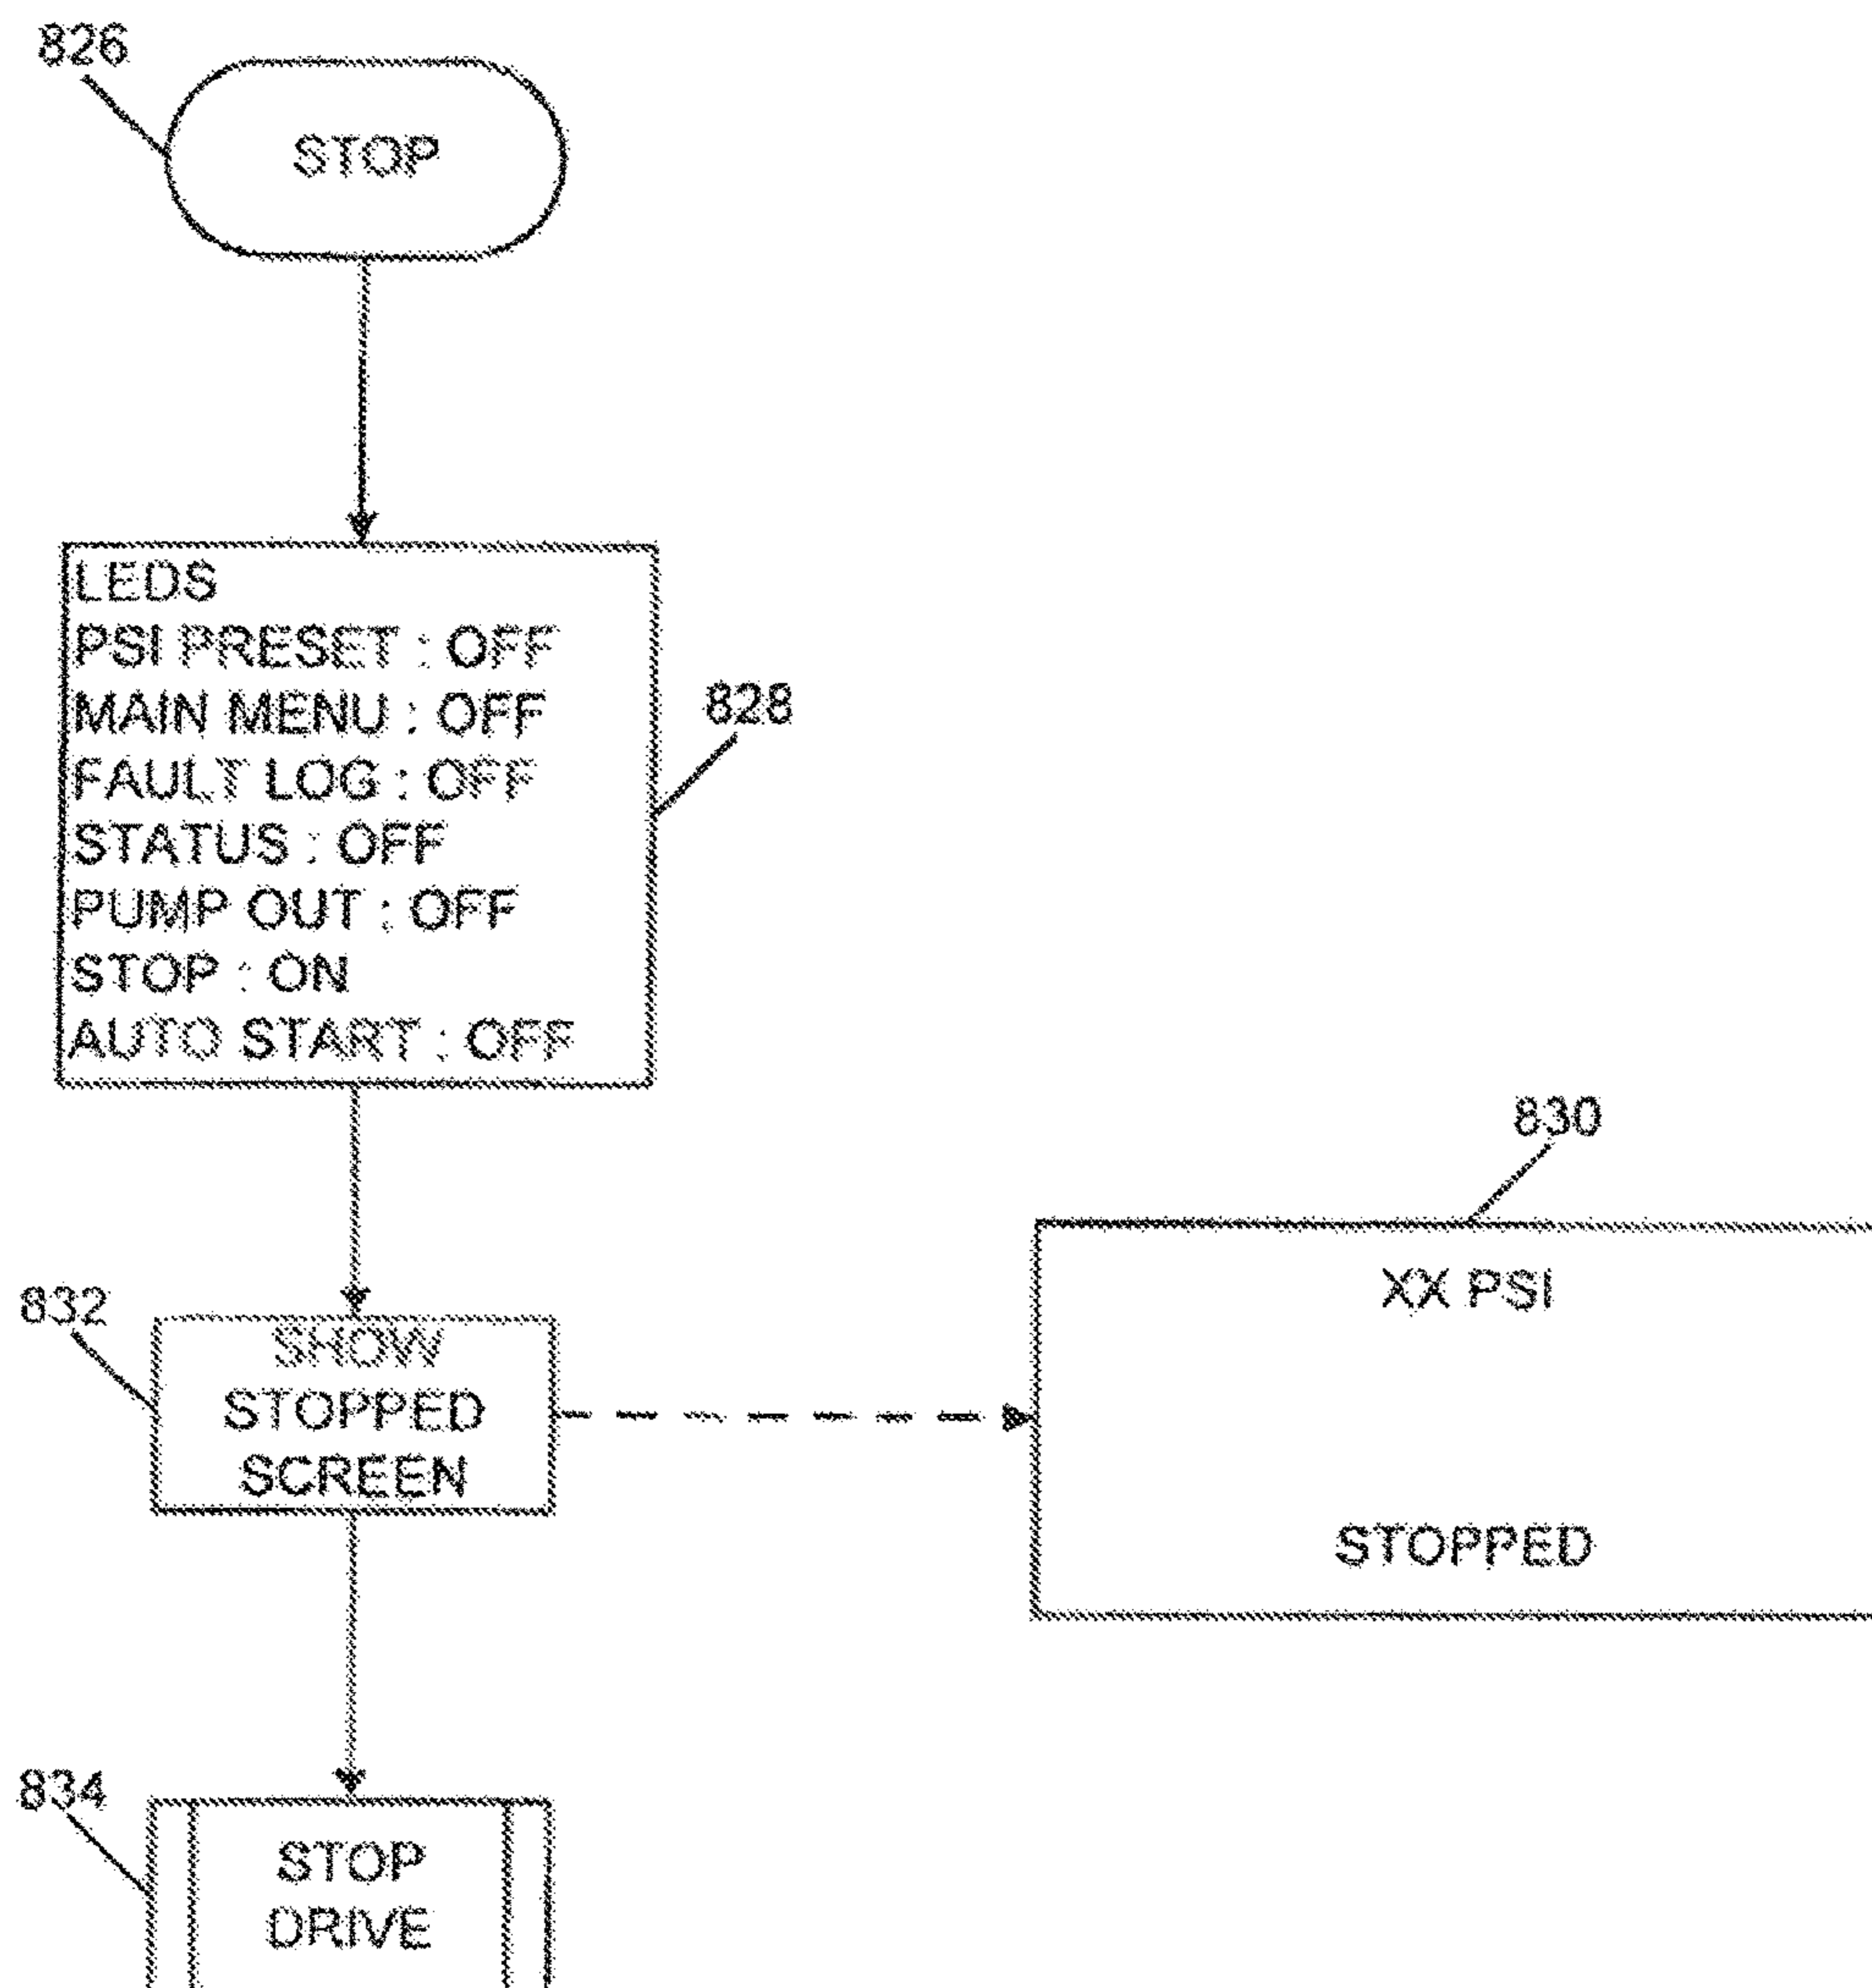 826
STOP
LEDS
PSI PRESET : OFF
MAIN MENU : OFF
FAULT LOG : OFF
STATUS : OFF
PUMP OUT : OFF
STOP : ON
AUTO START : OFF
828
830
XX PSI
STOPPED
832
SHOW
STOPPED
SCREEN
834
STOP
DRIVE